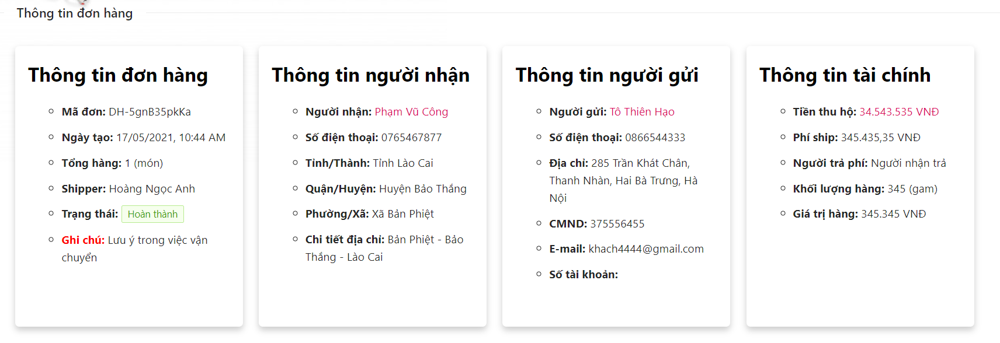 Thông tin đơn hàng
Thông tin đơn hàng
Mã đơn: DH-5gnB35pkKa
Ngày tạo: 17/05/2021, 10:44 AM
Tổng hàng: 1 (món)
Shipper: Hoàng Ngọc Anh
Trạng thái: Hoàn thành
Ghi chú: Lưu ý trong việc vận
chuyển
Thông tin người nhận
Người nhận: Phạm Vũ Công
Số điện thoại: 0765467877
Tỉnh/Thành: Tỉnh Lào Cai
Quận/Huyện: Huyện Bảo Thắng
Phường/Xã: Xã Bản Phiệt
Chi tiết địa chỉ: Bản Phiệt - Bảo
Thắng - Lào Cai
Thông tin người gửi
Người gửi: Tô Thiên Hạo
Số điện thoại: 0866544333
Địa chỉ: 285 Trần Khát Chân,
Thanh Nhàn, Hai Bà Trưng, Hà
Nội
CMND: 375556455
E-mail: khach4444@gmail.com
Số tài khoản:
Thông tin tài chính
Tiền thu hộ: 34.543.535 VNĐ
Phí ship: 345.435,35 VNĐ
Người trả phí: Người nhận trả
Khối lượng hàng: 345 (gam)
Giá trị hàng: 345.345 VNĐ